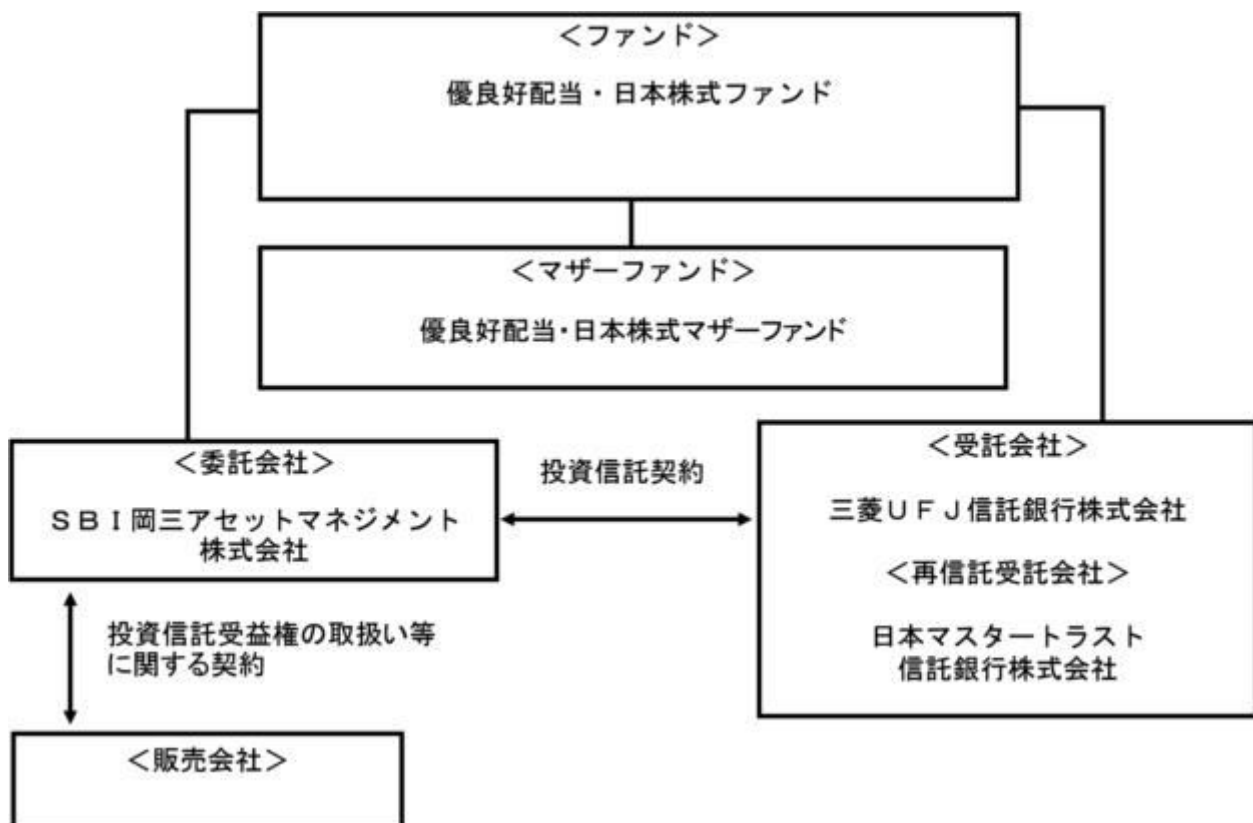 ＜ファンド＞
優良好配当・日本株式ファンド
＜マザーファンド＞
優良好配当・日本株式マザーファンド
＜委託会社＞
ＳＢＩ岡三アセットマネジメント
株式会社
投資信託契約
＜受託会社＞
三菱ＵＦＪ信託銀行株式会社
＜再信託受託会社＞
日本マスタートラスト
信託銀行株式会社
投資信託受益権の取扱い等
に関する契約
＜販売会社＞